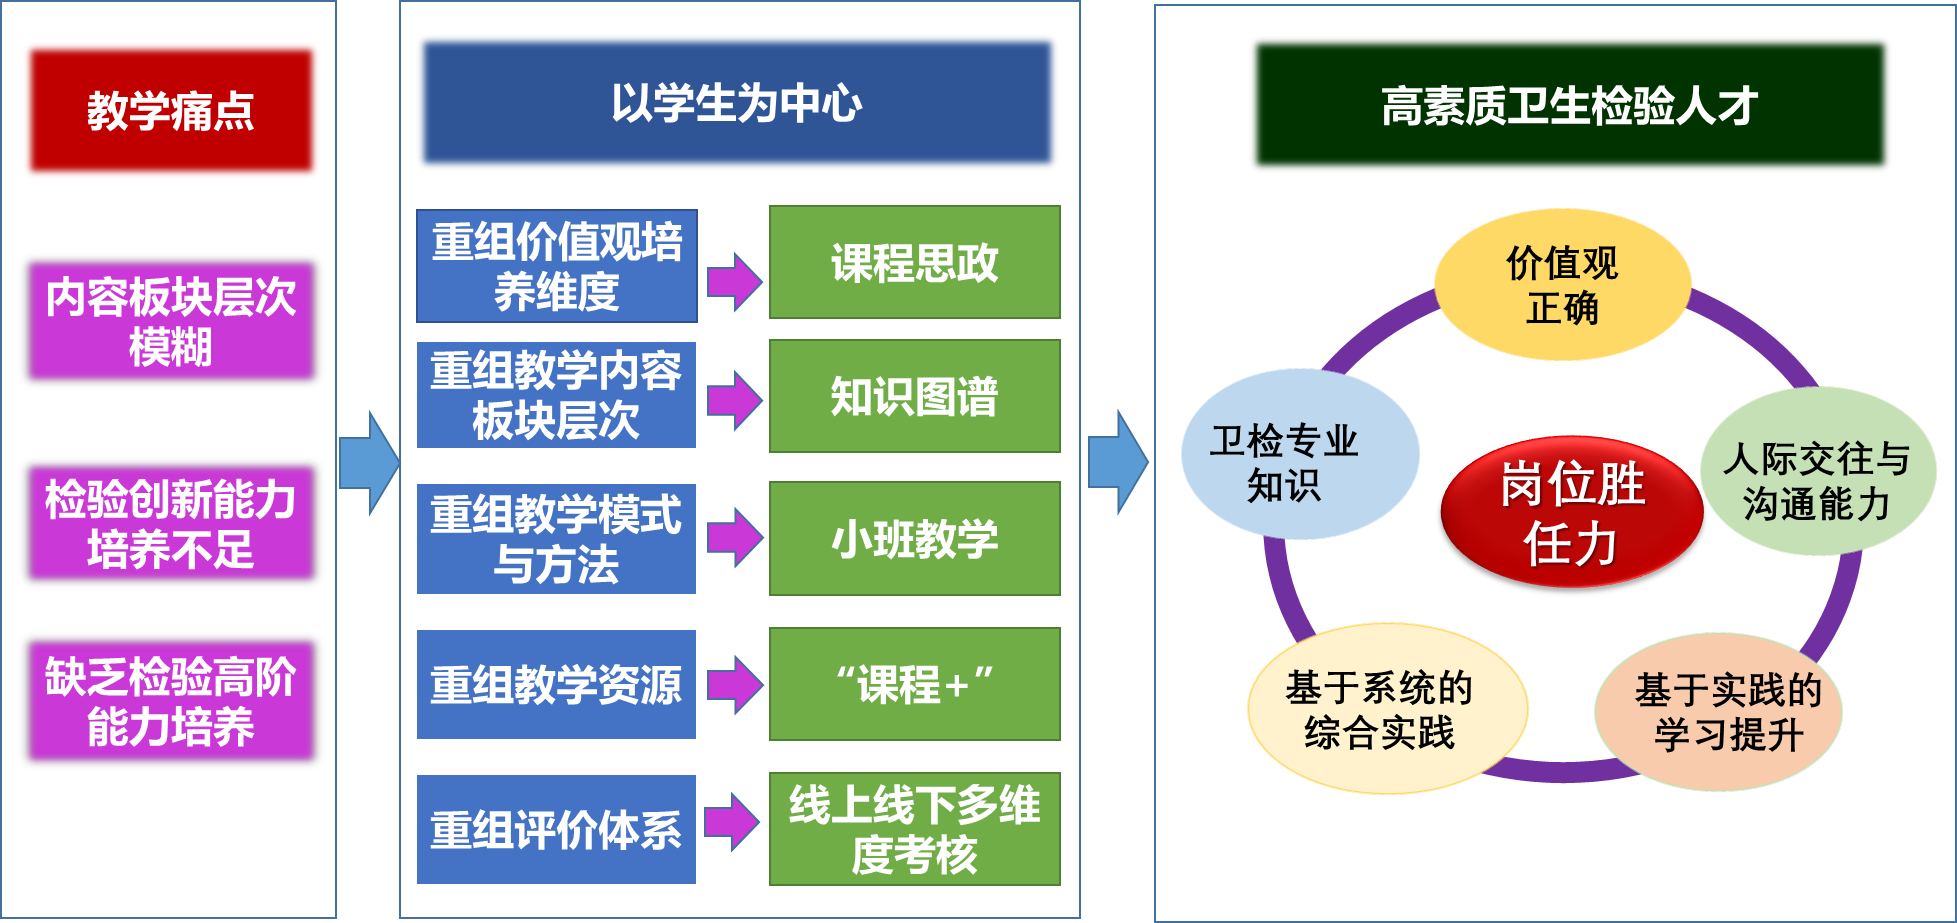 教学痛点
内容板块层次
模糊
检验创新能力
培养不足
缺乏检验高阶
能力培养
以学生为中心
重组价值观培
养维度
课程思政
重组教学内容
板块层次
知识图谱
重组教学模式
与方法
小班教学
重组教学资源
“课程+”
重组评价体系
线上线下多维
度考核
高素质卫生检验人才
价值观
正确
卫检专业
知识
人际交往与
沟通能力
岗位胜
任力
基于系统的
综合实践
基于实践的
学习提升